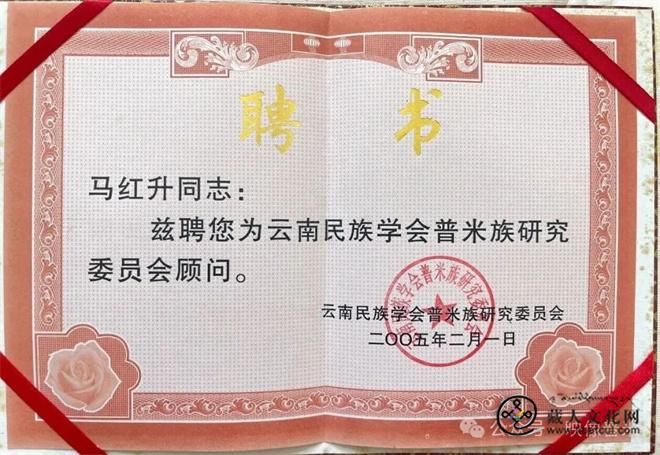 聘书
马红升同志：
兹聘您为云南民族学会普米族研究
委员会顾问。
云南民族学会普米族研究委员会
二〇〇五年二月一日
藏人文化网